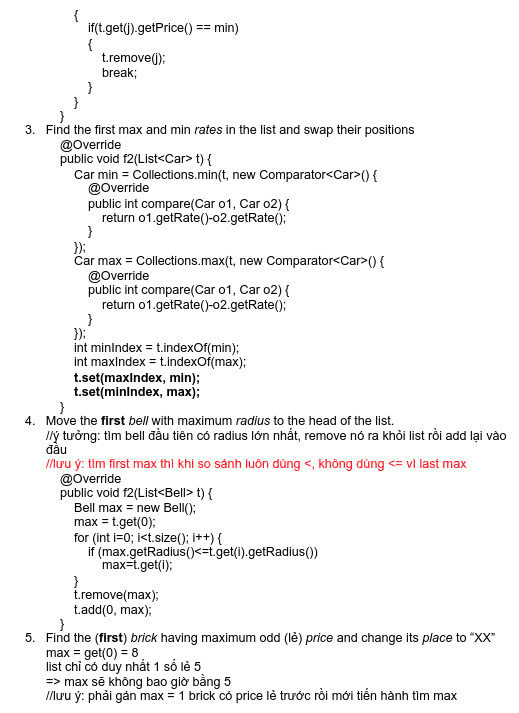 {
if(t.get(j).getPrice() == min)
{
t.remove(j);
break;
}
}
}
3. Find the first max and min rates in the list and swap their positions
@Override
public void f2(List<Car> t) {
Car min = Collections.min(t, new Comparator<Car>() {
@Override
public int compare(Car o1, Car o2) {
return o1.getRate()-o2.getRate();
}
});
Car max = Collections.max(t, new Comparator<Car>() {
@Override
public int compare(Car o1, Car o2) {
return o1.getRate()-o2.getRate();
}
});
int minIndex = t.indexOf(min);
int maxIndex = t.indexOf(max);
t.set(maxIndex, min);
t.set(minIndex, max);
}
4. Move the first bell with maximum radius to the head of the list.
//ý tưởng: tìm bell đầu tiên có radius lớn nhất, remove nó ra khỏi list rồi add lại vào
đầu
//lưu ý: tìm first max thì khi so sánh luôn dùng <, không dùng <= vì last max
@Override
public void f2(List<Bell> t) {
Bell max = new Bell();
max = t.get(0);
for (int i=0; i<t.size(); i++) {
if (max.getRadius()<=t.get(i).getRadius())
max=t.get(i);
}
t.remove(max);
t.add(0, max);
}
5. Find the (first) brick having maximum odd (lẻ) price and change its place to “XX”
max = get(0) = 8
list chỉ có duy nhất 1 số lẻ 5
=> max sẽ không bao giờ bằng 5
//lưu ý: phải gán max = 1 brick có price lẻ trước rồi mới tiến hành tìm max